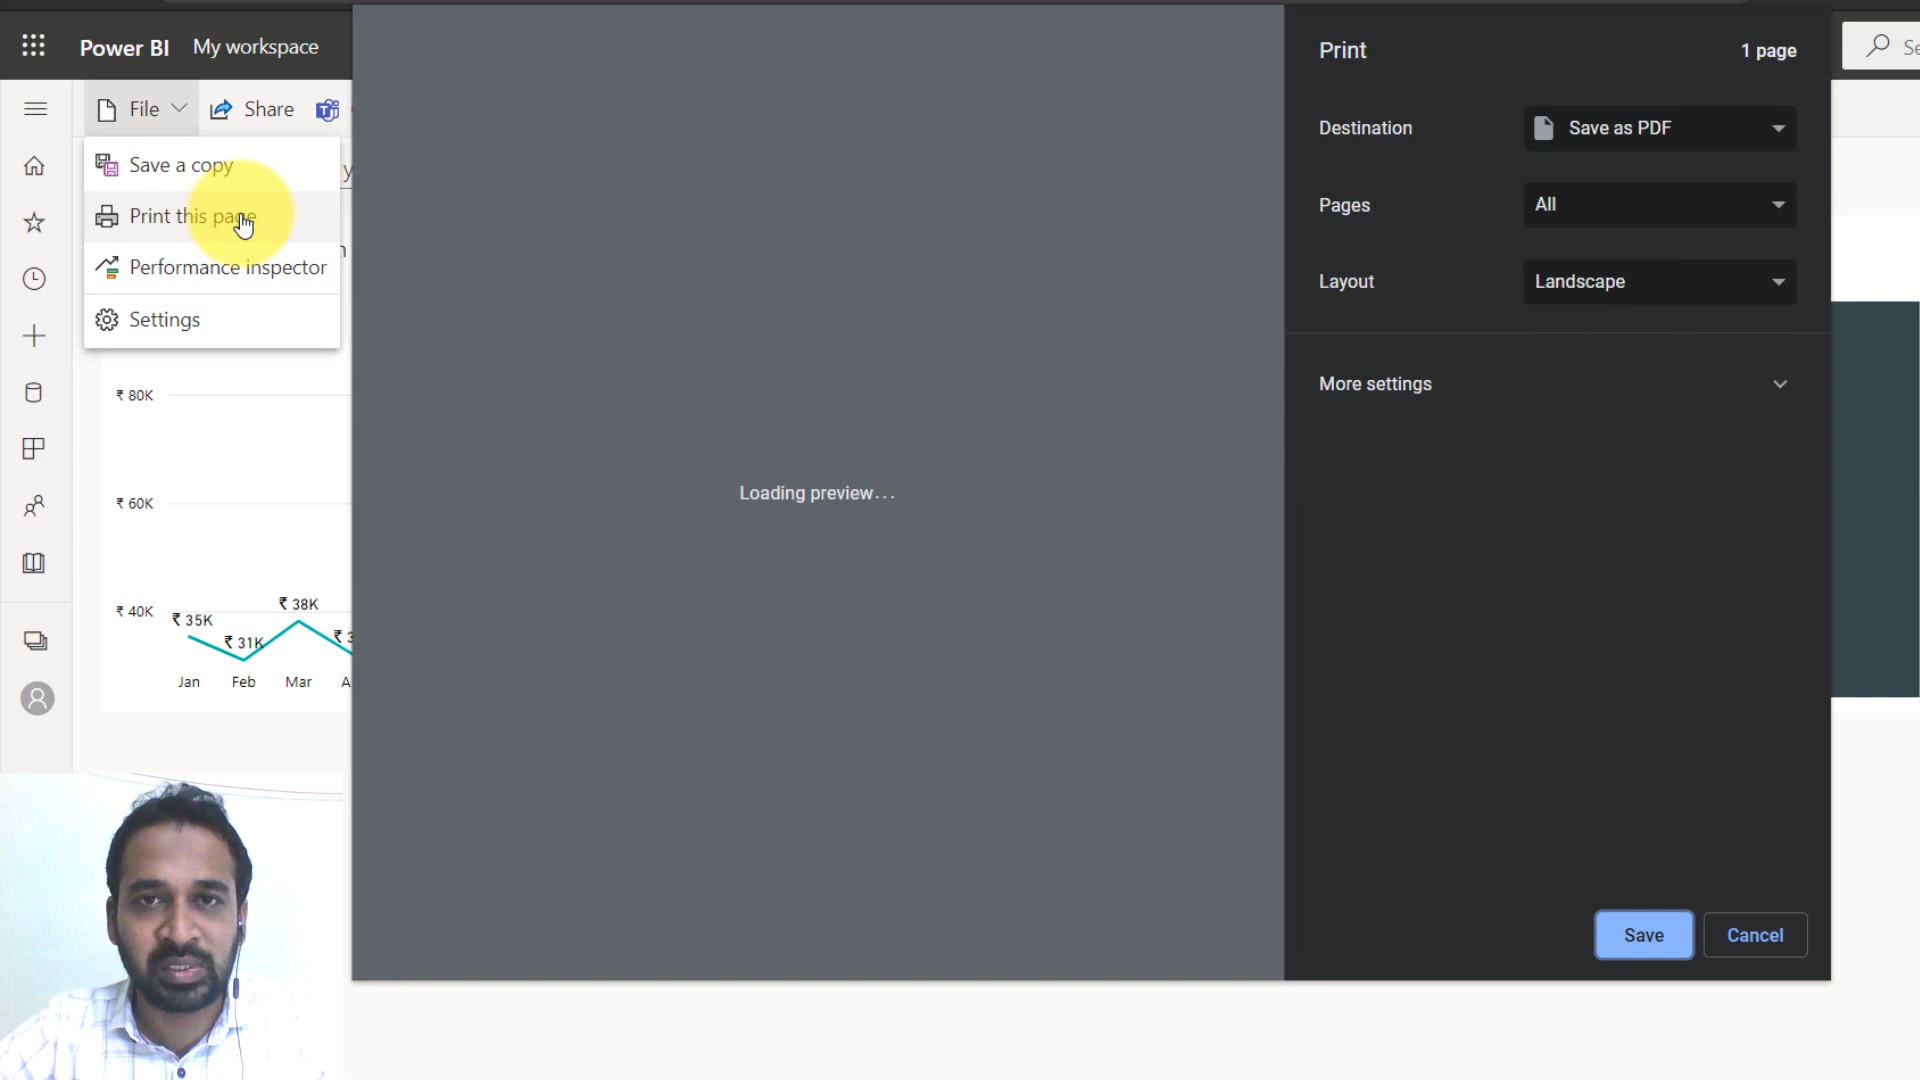 Power BI My workspace
Se
File Share
Save a copy
Print this page
Performance inspector
Settings
₹ 80K
₹ 60K
₹ 40K
₹ 35K
₹ 31K
₹ 38K
₹ 3
Jan Feb Mar A
Loading preview...
Print 1 page
Destination Save as PDF
Pages All
Layout Landscape
More settings
Save Cancel